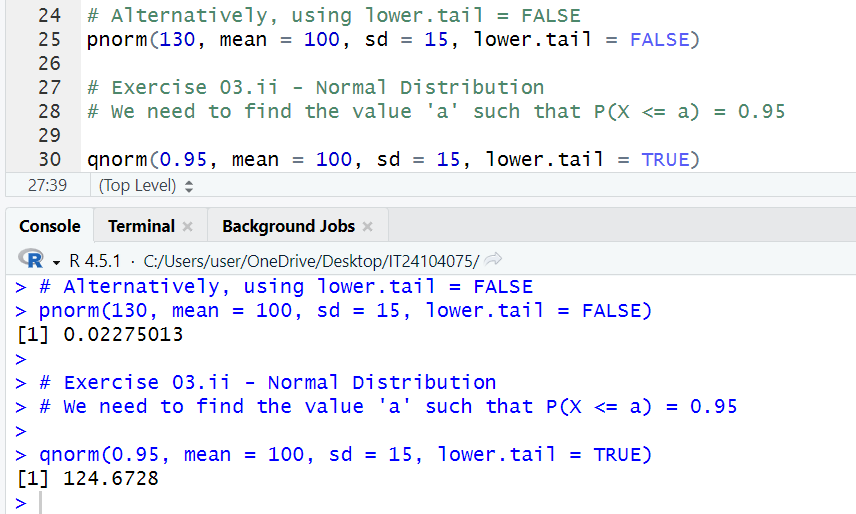 24 # Alternatively, using lower.tail = FALSE
25 pnorm(130, mean = 100, sd = 15, lower.tail = FALSE)
26
27 # Exercise 03.ii - Normal Distribution
28 # We need to find the value 'a' such that P(X <= a) = 0.95
29
30 qnorm(0.95, mean = 100, sd = 15, lower.tail = TRUE)
27:39 (Top Level)
Console Terminal Background Jobs
R R 4.5.1 · C:/Users/user/OneDrive/Desktop/IT24104075/
> # Alternatively, using lower.tail = FALSE
> pnorm(130, mean = 100, sd = 15, lower.tail = FALSE)
[1] 0.02275013
>
> # Exercise 03.ii - Normal Distribution
> # We need to find the value 'a' such that P(X <= a) = 0.95
>
> qnorm(0.95, mean = 100, sd = 15, lower.tail = TRUE)
[1] 124.6728
>